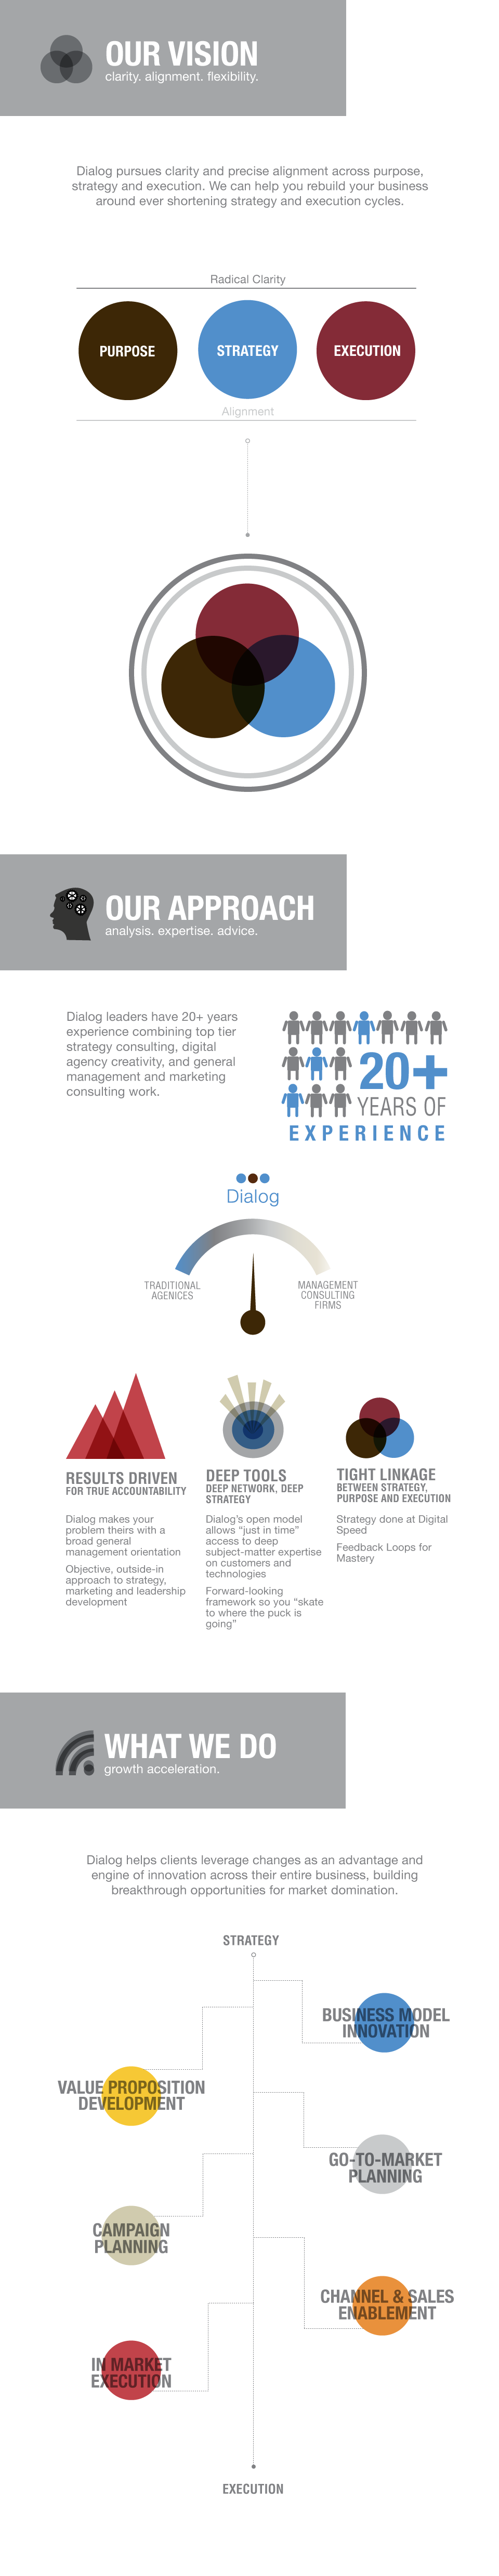 OUR VISION
clarity. alignment. flexibility.
Dialog pursues clarity and precise alignment across purpose,
strategy and execution. We can help you rebuild your business
around ever shortening strategy and execution cycles.
Radical Clarity
PURPOSE
STRATEGY
EXECUTION
Alignment
OUR APPROACH
analysis. expertise. advice.
Dialog leaders have 20+ years
experience combining top tier
strategy consulting, digital
agency creativity, and general
management and marketing
consulting work.
20+
YEARS OF
EXPERIENCE
Dialog
TRADITIONAL
AGENICES
MANAGEMENT
CONSULTING
FIRMS
RESULTS DRIVEN
FOR TRUE ACCOUNTABILITY
Dialog makes your
problem theirs with a
broad general
management orientation
Objective, outside-in
approach to strategy,
marketing and leadership
development
DEEP TOOLS
DEEP NETWORK, DEEP
STRATEGY
Dialog's open model
allows “just in time”
access to deep
subject-matter expertise
on customers and
technologies
Forward-looking
framework so you “skate
to where the puck is
going”
TIGHT LINKAGE
BETWEEN STRATEGY,
PURPOSE AND EXECUTION
Strategy done at Digital
Speed
Feedback Loops for
Mastery
WHAT WE DO
growth acceleration.
Dialog helps clients leverage changes as an advantage and
engine of innovation across their entire business, building
breakthrough opportunities for market domination.
STRATEGY
BUSINESS MODEL
INNOVATION
VALUE PROPOSITION
DEVELOPMENT
GO-TO-MARKET
PLANNING
CAMPAIGN
PLANNING
CHANNEL & SALES
ENABLEMENT
IN MARKET
EXECUTION
EXECUTION